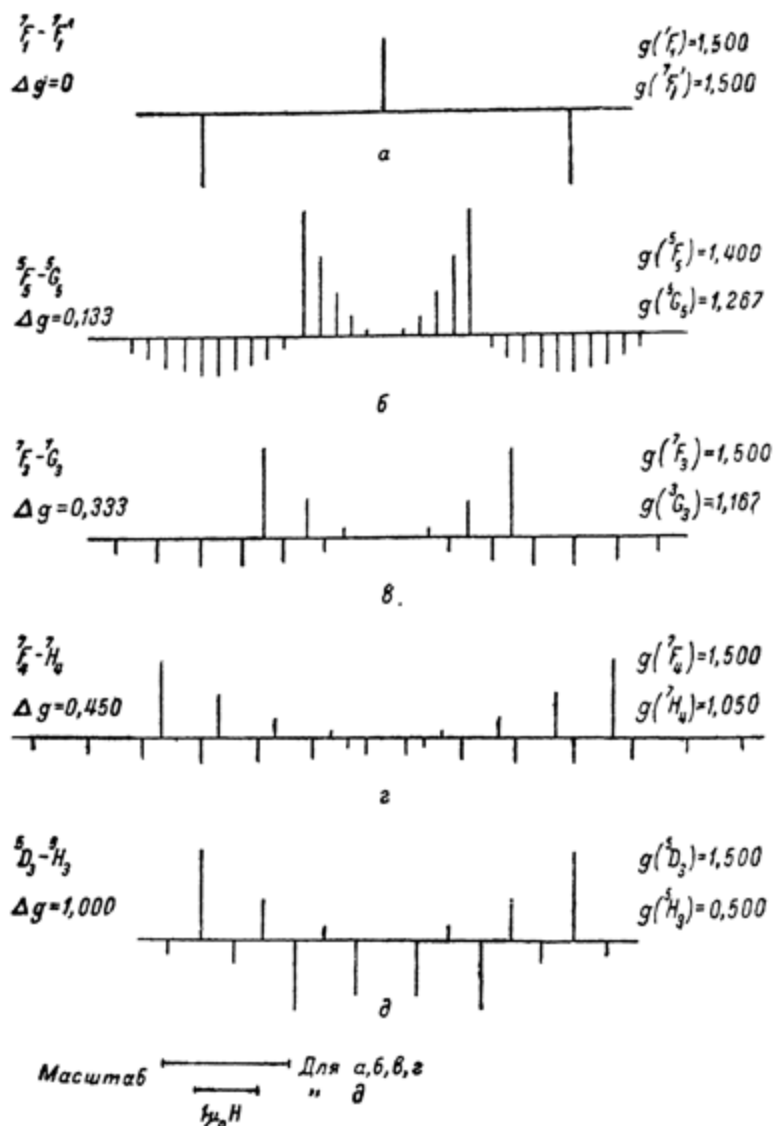 ⁷F₁ - ⁷F₁'
Δg=0
g(⁷F₁)=1,500
g(⁷F₁')=1,500
а
⁵F₅-⁵G₅
Δg=0,133
g(⁵F₅)=1,400
g(⁵G₅)=1,267
б
⁷F₃-⁷G₃
Δg=0,333
g(⁷F₃)=1,500
g(³G₃)=1,167
в.
⁷F₄-⁷H₄
Δg=0,450
g(⁷F₄)=1,500
g(⁷H₄)=1,050
г
⁵D₃-⁵H₃
Δg=1,000
g(⁵D₃)=1,500
g(⁵H₃)=0,500
д
Масштаб
Для а,б,в,г
" д
1μ₀H